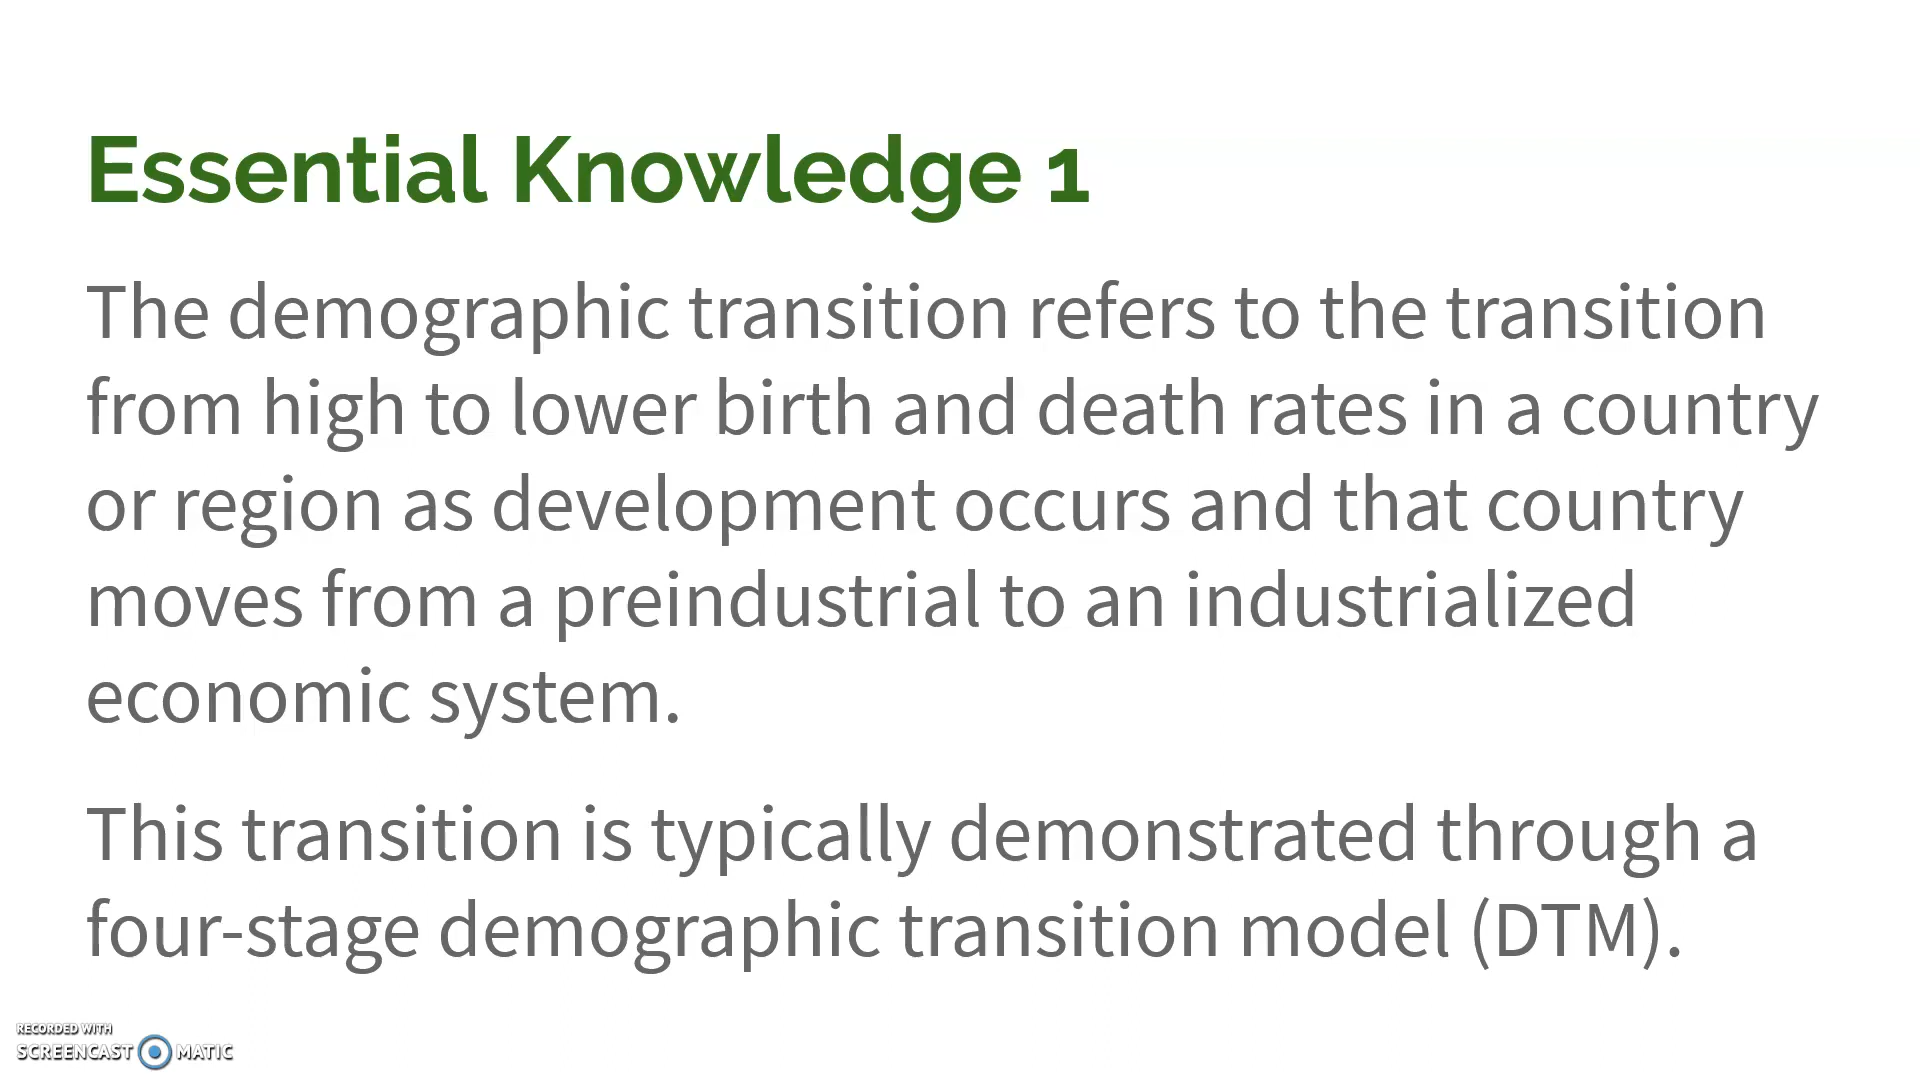 Essential Knowledge 1
The demographic transition refers to the transition
from high to lower birth and death rates in a country
or region as development occurs and that country
moves from a preindustrial to an industrialized
economic system.
This transition is typically demonstrated through a
four-stage demographic transition model (DTM).
RECORDED WITH
SCREENCAST MATIC